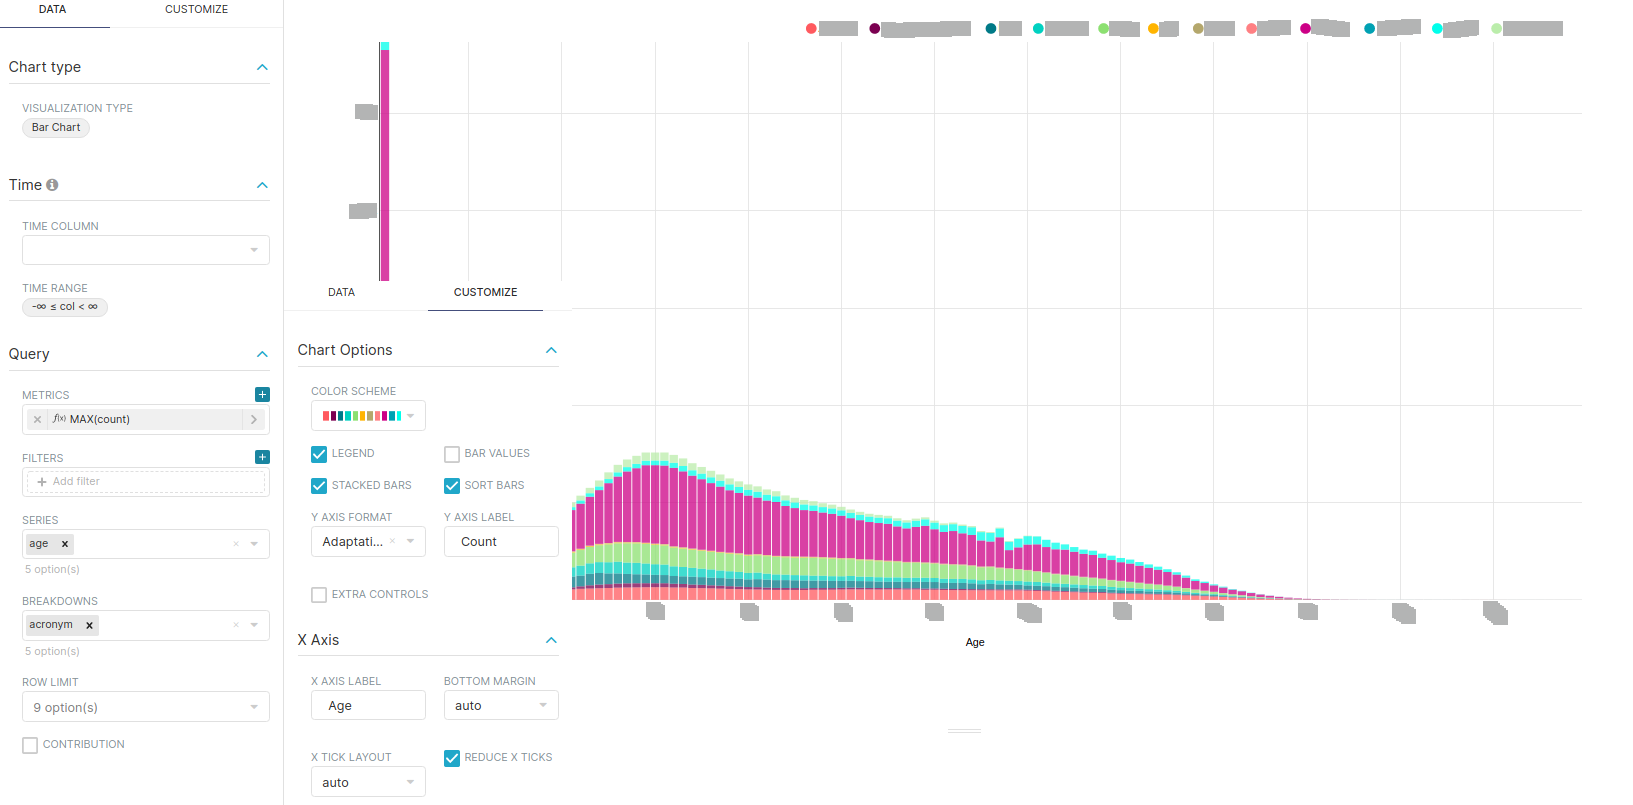 DATA
CUSTOMIZE
Chart type
VISUALIZATION TYPE
Bar Chart
Time
TIME COLUMN
TIME RANGE
-∞ ≤ col < ∞
Query
METRICS
f(x) MAX(count)
FILTERS
Add filter
SERIES
age ×
5 option(s)
BREAKDOWNS
acronym ×
5 option(s)
ROW LIMIT
9 option(s)
CONTRIBUTION
DATA
CUSTOMIZE
Chart Options
COLOR SCHEME
LEGEND
BAR VALUES
STACKED BARS
SORT BARS
Y AXIS FORMAT
Y AXIS LABEL
Adaptati...
Count
EXTRA CONTROLS
X Axis
X AXIS LABEL
BOTTOM MARGIN
Age
auto
X TICK LAYOUT
REDUCE X TICKS
auto
Age